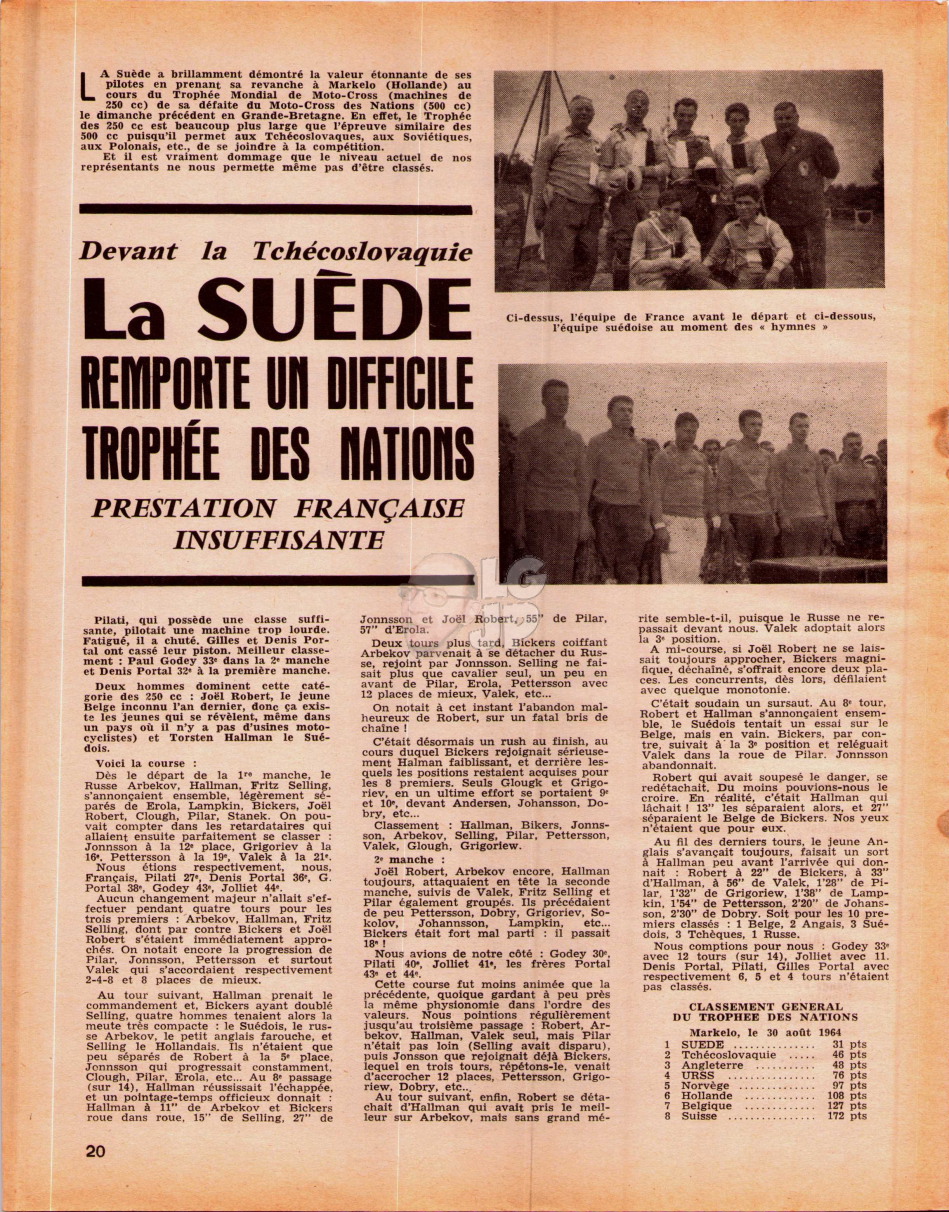 LA Suède a brillamment démontré la valeur étonnante de ses
pilotes en prenant sa revanche à Markelo (Hollande) au
cours du Trophée Mondial de Moto-Cross (machines de
250 cc) de sa défaite du Moto-Cross des Nations (500 cc)
le dimanche précédent en Grande-Bretagne. En effet, le Trophée
des 250 cc est beaucoup plus large que l'épreuve similaire des
500 cc puisqu'il permet aux Tchécoslovaques, aux Soviétiques,
aux Polonais, etc., de se joindre à la compétition.
Et il est vraiment dommage que le niveau actuel de nos
représentants ne nous permette même pas d'être classés.
Devant la Tchécoslovaquie
La SUÈDE
REMPORTE UN DIFFICILE
TROPHÉE DES NATIONS
PRESTATION FRANÇAISE
INSUFFISANTE
Ci-dessus, l'équipe de France avant le départ et ci-dessous,
l'équipe suédoise au moment des « hymnes »
LG
JP
Pilati, qui possède une classe suffi-
sante, pilotait une machine trop lourde.
Fatigué, il a chuté. Gilles et Denis Por-
tal ont cassé leur piston. Meilleur classe-
ment : Paul Godey 33e dans la 2e manche
et Denis Portal 32e à la première manche.
Deux hommes dominent cette caté-
gorie des 250 cc : Joël Robert, le jeune
Belge inconnu l'an dernier, donc ça exis-
te les jeunes qui se révèlent, même dans
un pays où il n'y a pas d'usines moto-
cyclistes) et Torsten Hallman le Sué-
dois.
Voici la course :
Dès le départ de la 1re manche, le
Russe Arbekov, Hallman, Fritz Selling,
s'annonçaient ensemble, légèrement sé-
parés de Erola, Lampkin, Bickers, Joël
Robert, Clough, Pilar, Stanek. On pou-
vait compter dans les retardataires qui
allaient ensuite parfaitement se classer :
Jonnsson à la 12e place, Grigoriev à la
16e, Pettersson à la 19e, Valek à la 21e.
Nous étions respectivement, nous,
Français, Pilati 27e, Denis Portal 36e, G.
Portal 38e, Godey 43e, Jolliet 44e.
Aucun changement majeur n'allait s'ef-
fectuer pendant quatre tours pour les
trois premiers : Arbekov, Hallman, Fritz
Selling, dont par contre Bickers et Joël
Robert s'étaient immédiatement appro-
chés. On notait encore la progression de
Pilar, Jonnsson, Pettersson et surtout
Valek qui s'accordaient respectivement
2-4-8 et 8 places de mieux.
Au tour suivant, Hallman prenait le
commandement et, Bickers ayant doublé
Selling, quatre hommes tenaient alors la
meute très compacte : le Suédois, le rus-
se Arbekov, le petit anglais farouche, et
Selling le Hollandais. Ils n'étaient que
peu séparés de Robert à la 5e place,
Jonnsson qui progressait constamment,
Clough, Pilar, Erola, etc... Au 8e passage
(sur 14), Hallman réussissait l'échappée,
et un pointage-temps officieux donnait :
Hallman à 11" de Arbekov et Bickers
roue dans roue, 15" de Selling, 27" de
Jonnsson et Joël Robert, 55" de Pilar,
57" d'Erola.
Deux tours plus tard, Bickers coiffant
Arbekov parvenait à se détacher du Rus-
se, rejoint par Jonnsson. Selling ne fai-
sait plus que cavalier seul, un peu en
avant de Pilar, Erola, Pettersson avec
12 places de mieux, Valek, etc...
On notait à cet instant l'abandon mal-
heureux de Robert, sur un fatal bris de
chaîne !
C'était désormais un rush au finish, au
cours duquel Bickers rejoignait sérieuse-
ment Halman faiblissant, et derrière les-
quels les positions restaient acquises pour
les 8 premiers. Seuls Glougk et Grigo-
riev, en un ultime effort se portaient 9e
et 10e, devant Andersen, Johansson, Do-
bry, etc...
Classement : Hallman, Bikers, Jonns-
son, Arbekov, Selling, Pilar, Pettersson,
Valek, Glough, Grigoriew.
2e manche :
Joël Robert, Arbekov encore, Hallman
toujours, attaquaient en tête la seconde
manche, suivis de Valek, Fritz Selling et
Pilar également groupés. Ils précédaient
de peu Pettersson, Dobry, Grigoriev, So-
kolov, Johannsson, Lampkin, etc...
Bickers était fort mal parti : il passait
18e !
Nous avions de notre côté : Godey 30e,
Pilati 40e, Jolliet 41e, les frères Portal
43e et 44e.
Cette course fut moins animée que la
précédente, quoique gardant à peu près
la même physionomie dans l'ordre des
valeurs. Nous pointions régulièrement
jusqu'au troisième passage : Robert, Ar-
bekov, Hallman, Valek seul, mais Pilar
n'était pas loin (Selling avait disparu),
puis Jonsson que rejoignait déjà Bickers,
lequel en trois tours, répétons-le, venait
d'accrocher 12 places, Pettersson, Grigo-
riew, Dobry, etc...
Au tour suivant, enfin, Robert se déta-
chait d'Hallman qui avait pris le meil-
leur sur Arbekov, mais sans grand mé-
rite semble-t-il, puisque le Russe ne re-
passait devant nous. Valek adoptait alors
la 3e position.
A mi-course, si Joël Robert ne se lais-
sait toujours approcher, Bickers magni-
fique, déchaîné, s'offrait encore deux pla-
ces. Les concurrents, dès lors, défilaient
avec quelque monotonie.
C'était soudain un sursaut. Au 8e tour,
Robert et Hallman s'annonçaient ensem-
ble, le Suédois tentait un essai sur le
Belge, mais en vain. Bickers, par con-
tre, suivait à la 3e position et reléguait
Valek dans la roue de Pilar. Jonnsson
abandonnait.
Robert qui avait soupesé le danger, se
redétachait. Du moins pouvions-nous le
croire. En réalité, c'était Hallman qui
lâchait ! 13" les séparaient alors, et 27"
séparaient le Belge de Bickers. Nos yeux
n'étaient que pour eux.
Au fil des derniers tours, le jeune An-
glais s'avançait toujours, faisait un sort
à Hallman peu avant l'arrivée qui don-
nait : Robert à 22" de Bickers, à 33"
d'Hallman, à 56" de Valek, 1'28" de Pi-
lar, 1'32" de Grigoriew, 1'38" de Lamp-
kin, 1'54" de Pettersson, 2'20" de Johans-
son, 2'30" de Dobry. Soit pour les 10 pre-
miers classés : 1 Belge, 2 Angais, 3 Sué-
dois, 3 Tchèques, 1 Russe.
Nous comptions pour nous : Godey 33e
avec 12 tours (sur 14), Jolliet avec 11.
Denis Portal, Pilati, Gilles Portal avec
respectivement 6, 5 et 4 tours n'étaient
pas classés.
CLASSEMENT GENERAL
DU TROPHEE DES NATIONS
Markelo, le 30 août 1964
1 SUEDE ............... 31 pts
2 Tchécoslovaquie ..... 46 pts
3 Angleterre .......... 48 pts
4 URSS ............... 76 pts
5 Norvège ............. 97 pts
6 Hollande ............ 108 pts
7 Belgique ............ 127 pts
8 Suisse .............. 172 pts
20